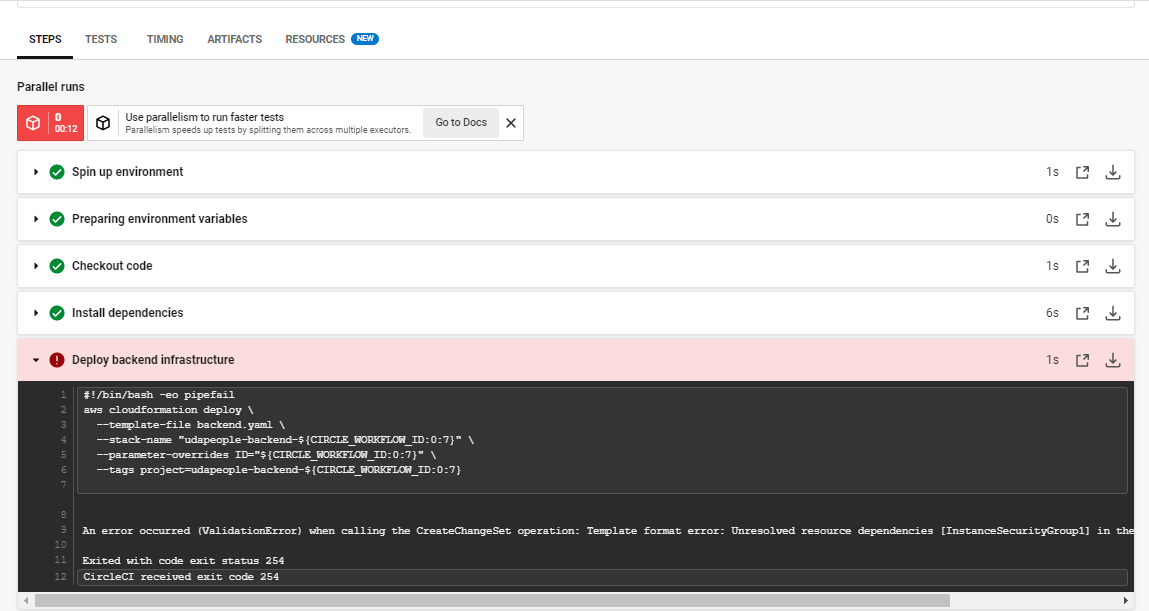 STEPS TESTS TIMING ARTIFACTS RESOURCES NEW
Parallel runs
0
00:12
Use parallelism to run faster tests
Parallelism speeds up tests by splitting them across multiple executors.
Go to Docs
Spin up environment 1s
Preparing environment variables 0s
Checkout code 1s
Install dependencies 6s
Deploy backend infrastructure 1s
1 #!/bin/bash -eo pipefail
2 aws cloudformation deploy \
3 --template-file backend.yaml \
4 --stack-name "udapeople-backend-${CIRCLE_WORKFLOW_ID:0:7}" \
5 --parameter-overrides ID="${CIRCLE_WORKFLOW_ID:0:7}" \
6 --tags project=udapeople-backend-${CIRCLE_WORKFLOW_ID:0:7}
7
8
9 An error occurred (ValidationError) when calling the CreateChangeSet operation: Template format error: Unresolved resource dependencies [InstanceSecurityGroup1] in the
10
11 Exited with code exit status 254
12 CircleCI received exit code 254